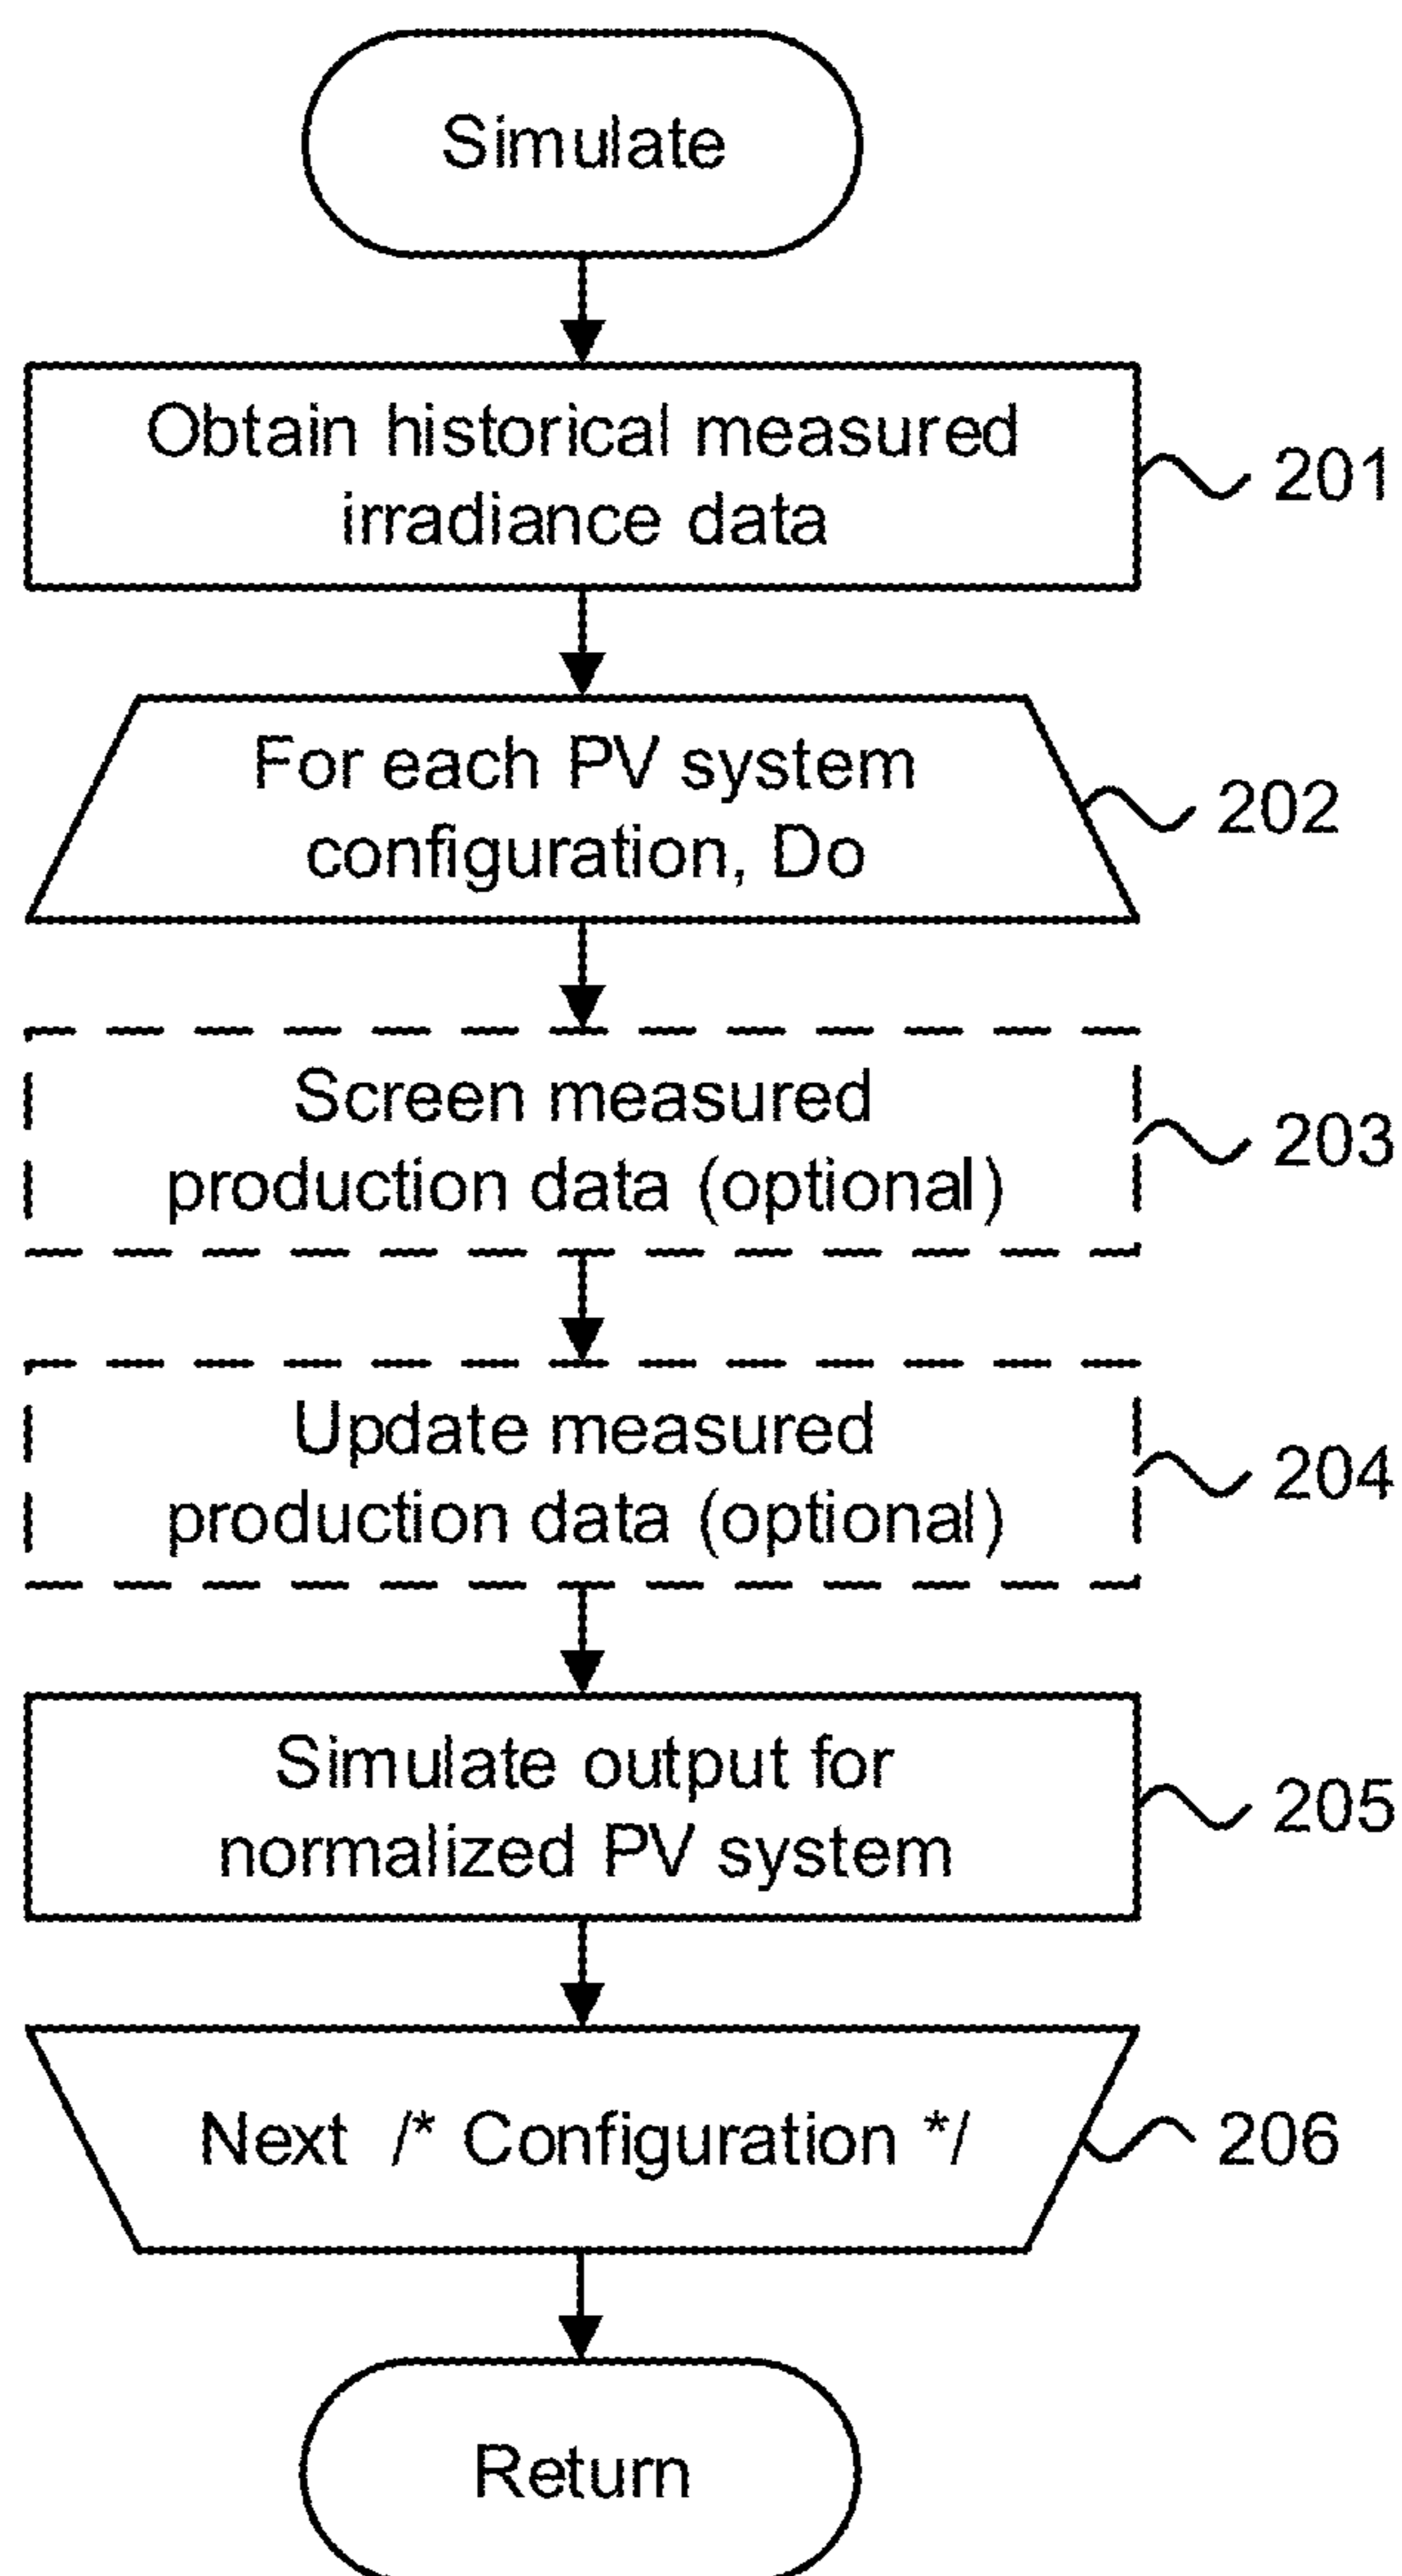 Simulate
Obtain historical measured
irradiance data
201
For each PV system
configuration, Do
202
Screen measured
production data (optional)
203
Update measured
production data (optional)
204
Simulate output for
normalized PV system
205
Next /* Configuration */
206
Return